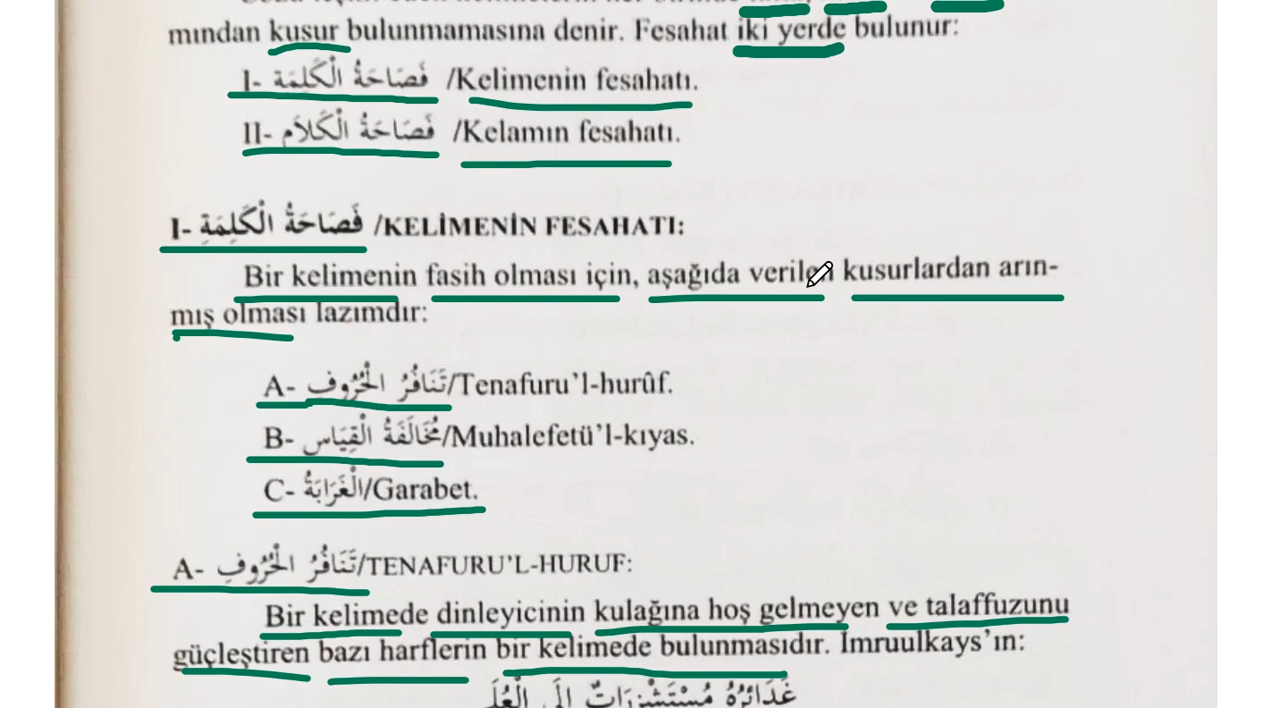 mından kusur bulunmamasına denir. Fesahat iki yerde bulunur:
I- فَصَاحَةُ الْكَلِمَةِ /Kelimenin fesahatı.
II- فَصَاحَةُ الْكَلَامِ /Kelamın fesahatı.
I- فَصَاحَةُ الْكَلِمَةِ /KELİMENİN FESAHATI:
Bir kelimenin fasih olması için, aşağıda verilen kusurlardan arın-
mış olması lazımdır:
A- تَنَافُرُ الْحُرُوفِ/Tenafuru’l-hurûf.
B- مُخَالَفَةُ الْقِيَاسِ/Muhalefetü’l-kıyas.
C- الْغَرَابَةُ/Garabet.
A- تَنَافُرُ الْحُرُوفِ/TENAFURU’L-HURUF:
Bir kelimede dinleyicinin kulağına hoş gelmeyen ve talaffuzunu
güçleştiren bazı harflerin bir kelimede bulunmasıdır. İmruulkays’ın:
غَدَائِرُهُ مُسْتَشْزِرَاتٌ إِلَى الْعُلَى